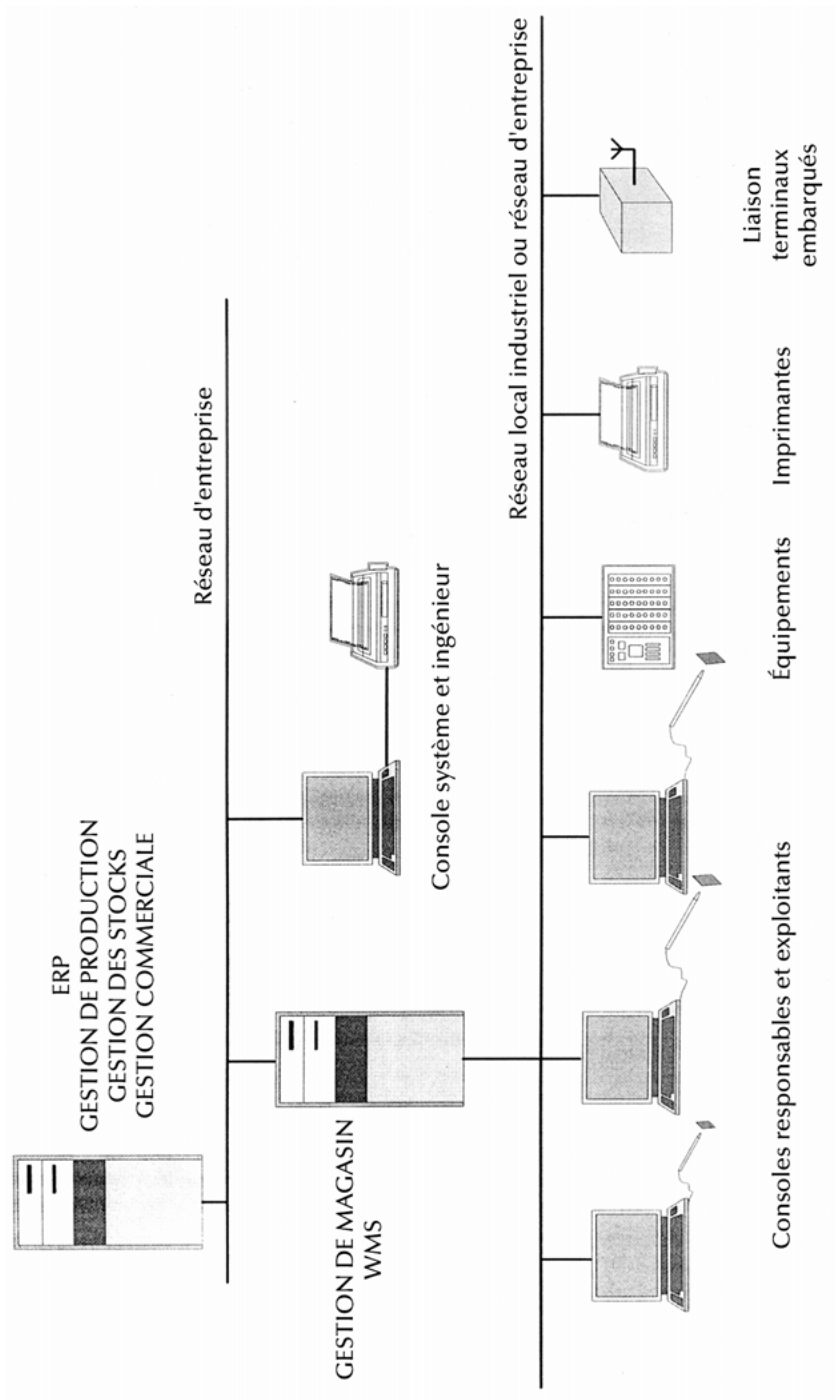 ERP
GESTION DE PRODUCTION
GESTION DES STOCKS
GESTION COMMERCIALE
Réseau d'entreprise
GESTION DE MAGASIN
WMS
Console système et ingénieur
Réseau local industriel ou réseau d'entreprise
Consoles responsables et exploitants
Équipements
Imprimantes
Liaison
terminaux
embarqués